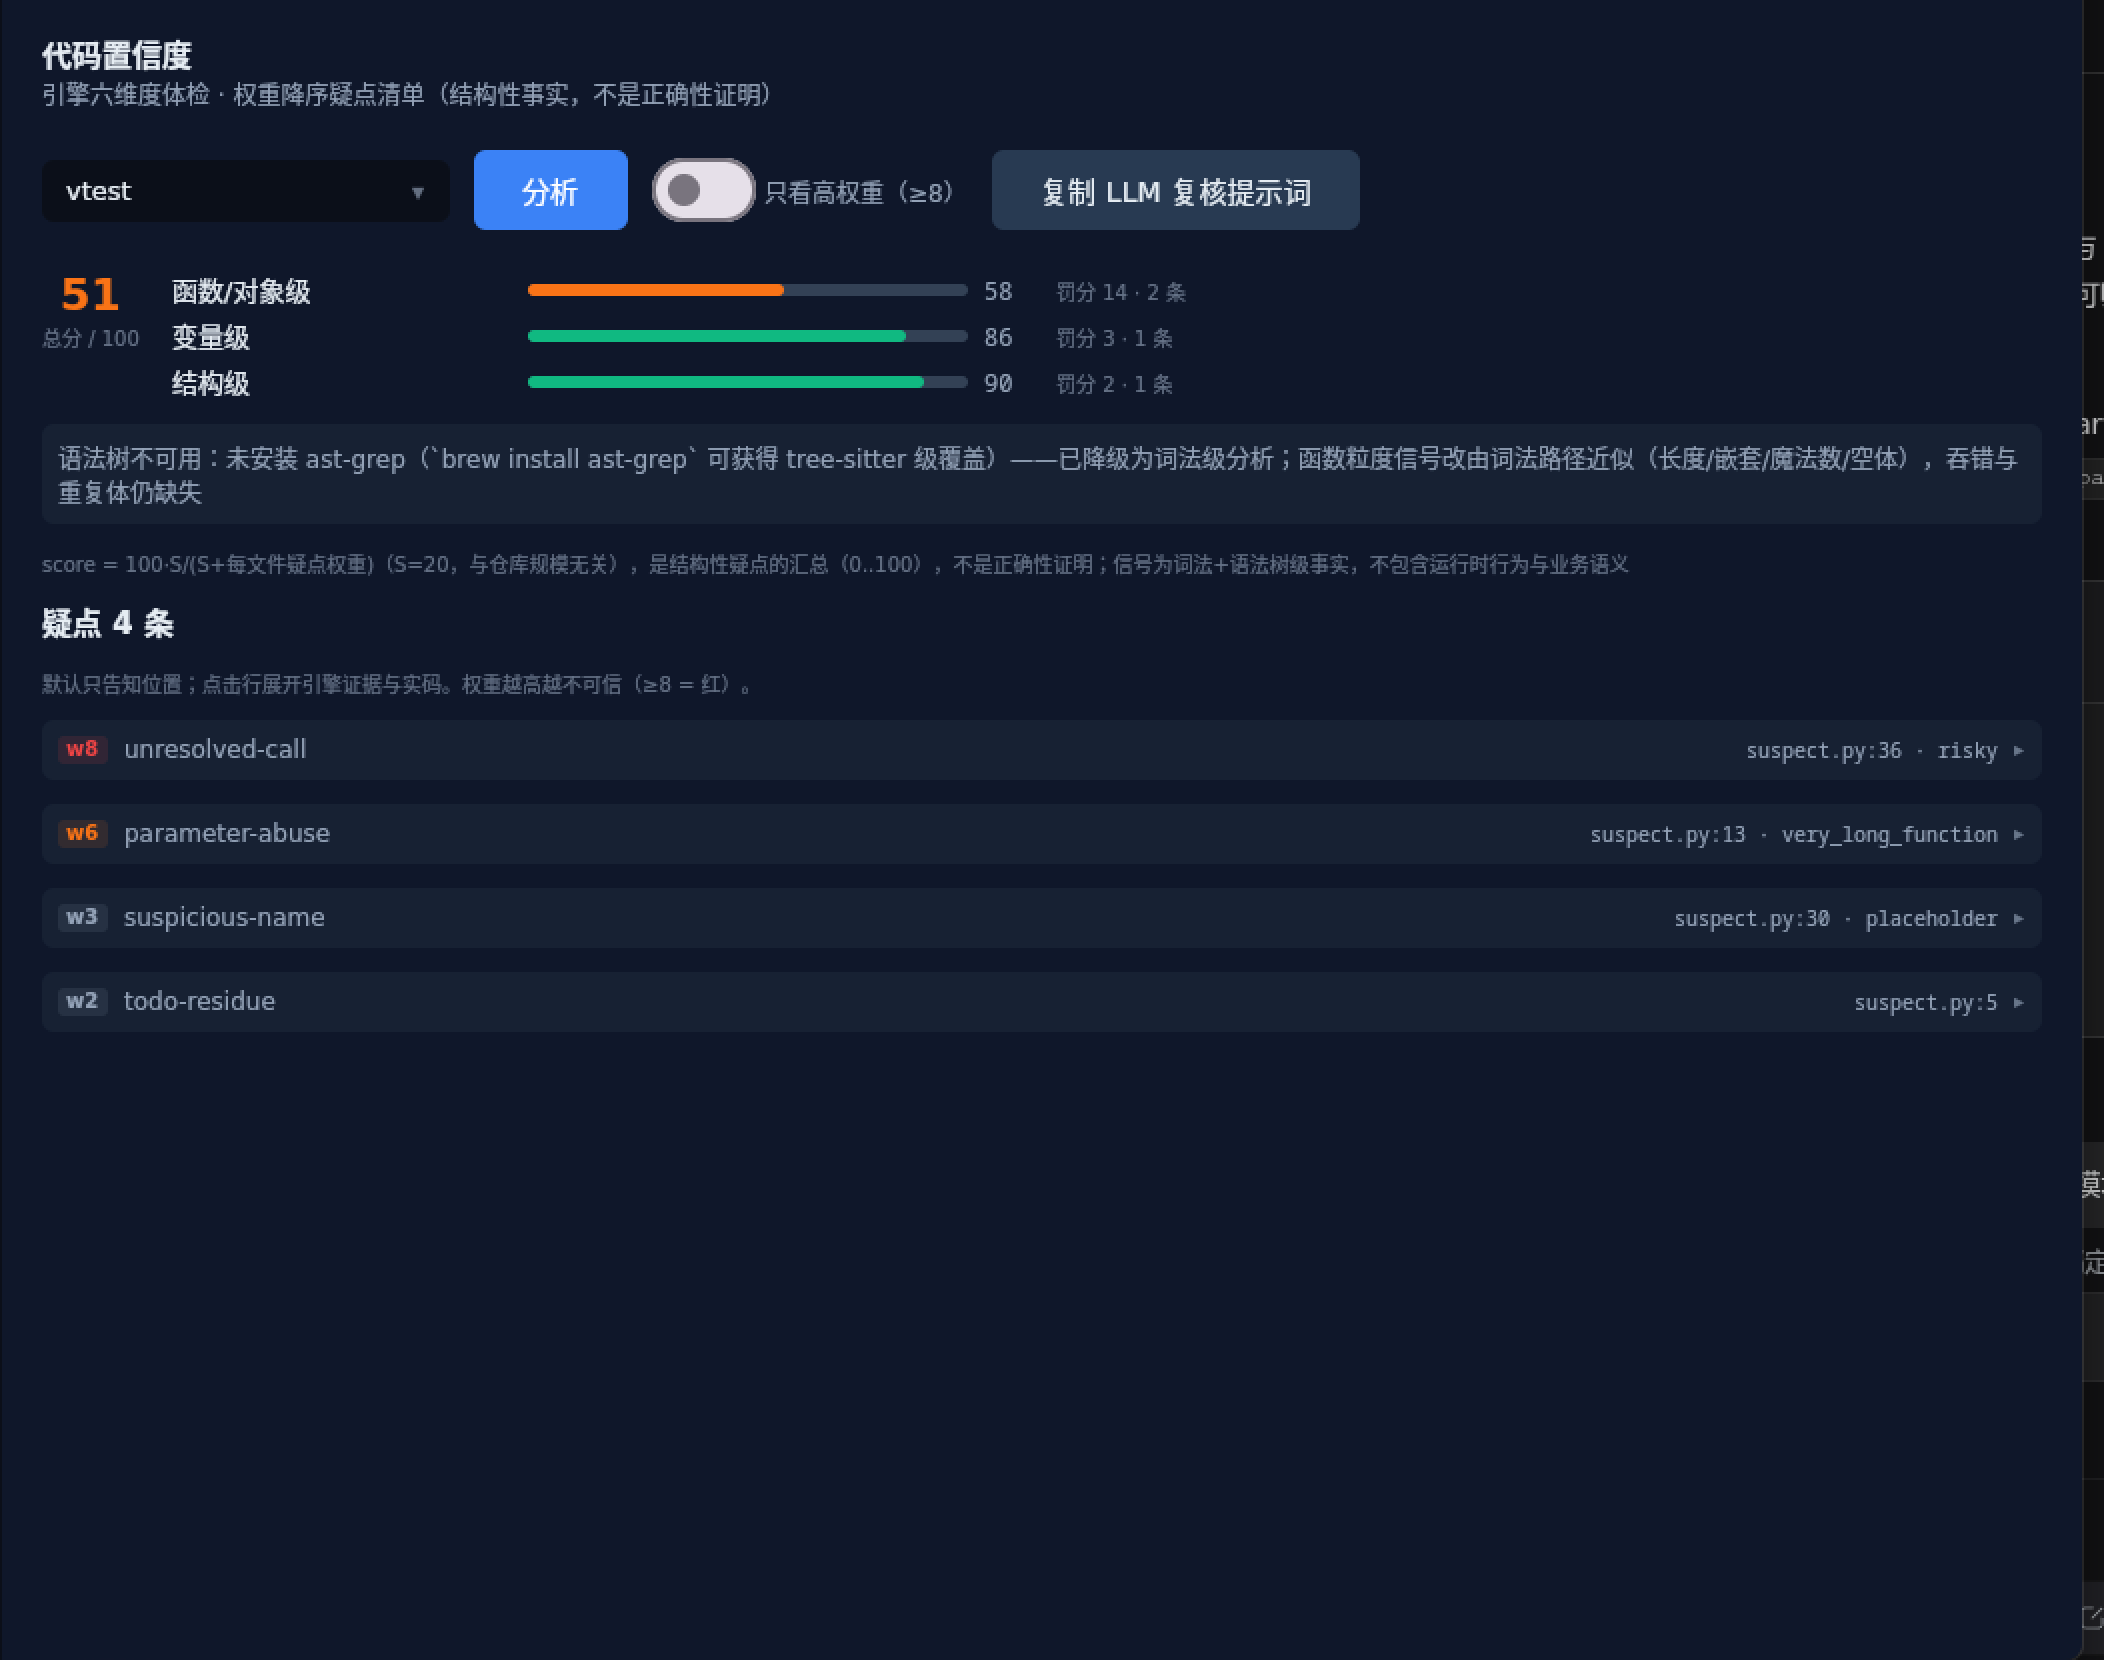 代码置信度
引擎六维度体检 · 权重降序疑点清单（结构性事实，不是正确性证明）
vtest ▼ 分析 只看高权重（≥8） 复制 LLM 复核提示词
51 函数/对象级 58 罚分 14 · 2 条
总分 / 100 变量级 86 罚分 3 · 1 条
结构级 90 罚分 2 · 1 条
语法树不可用：未安装 ast-grep（`brew install ast-grep` 可获得 tree-sitter 级覆盖）——已降级为词法级分析；函数粒度信号改由词法路径近似（长度/嵌套/魔法数/空体），吞错与
重复体仍缺失
score = 100·S/(S+每文件疑点权重)（S=20，与仓库规模无关），是结构性疑点的汇总（0..100），不是正确性证明；信号为词法+语法树级事实，不包含运行时行为与业务语义
疑点 4 条
默认只告知位置；点击行展开引擎证据与实码。权重越高越不可信（≥8 = 红）。
w8 unresolved-call suspect.py:36 · risky ▸
w6 parameter-abuse suspect.py:13 · very_long_function ▸
w3 suspicious-name suspect.py:30 · placeholder ▸
w2 todo-residue suspect.py:5 ▸